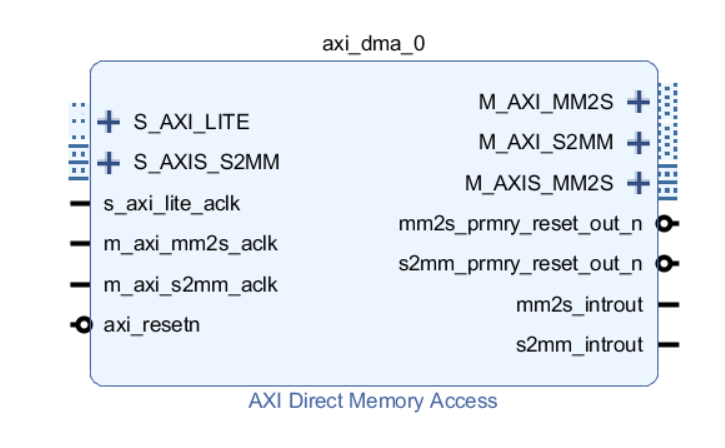 axi_dma_0
S_AXI_LITE
S_AXIS_S2MM
s_axi_lite_aclk
m_axi_mm2s_aclk
m_axi_s2mm_aclk
axi_resetn
M_AXI_MM2S
M_AXI_S2MM
M_AXIS_MM2S
mm2s_prmry_reset_out_n
s2mm_prmry_reset_out_n
mm2s_introut
s2mm_introut
AXI Direct Memory Access